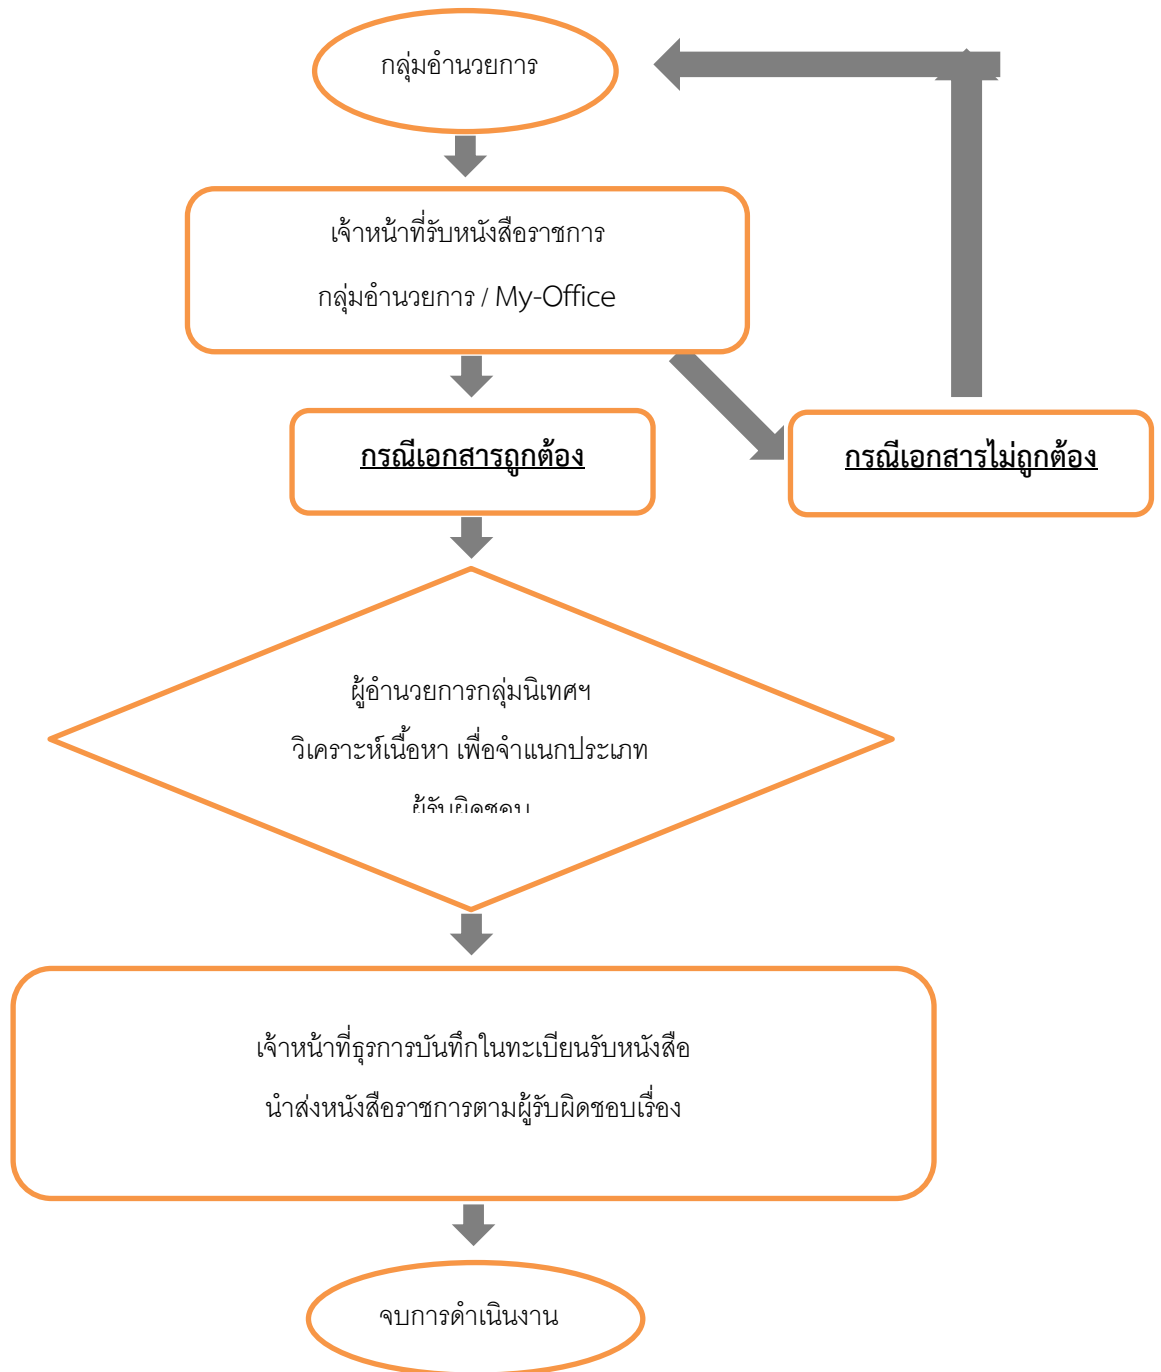 กลุ่มอำนวยการ
เจ้าหน้าที่รับหนังสือราชการ
กลุ่มอำนวยการ / My-Office
กรณีเอกสารถูกต้อง
กรณีเอกสารไม่ถูกต้อง
ผู้อำนวยการกลุ่มนิเทศฯ
วิเคราะห์เนื้อหา เพื่อจำแนกประเภท
ผู้รับผิดชอบ
เจ้าหน้าที่ธุรการบันทึกในทะเบียนรับหนังสือ
นำส่งหนังสือราชการตามผู้รับผิดชอบเรื่อง
จบการดำเนินงาน